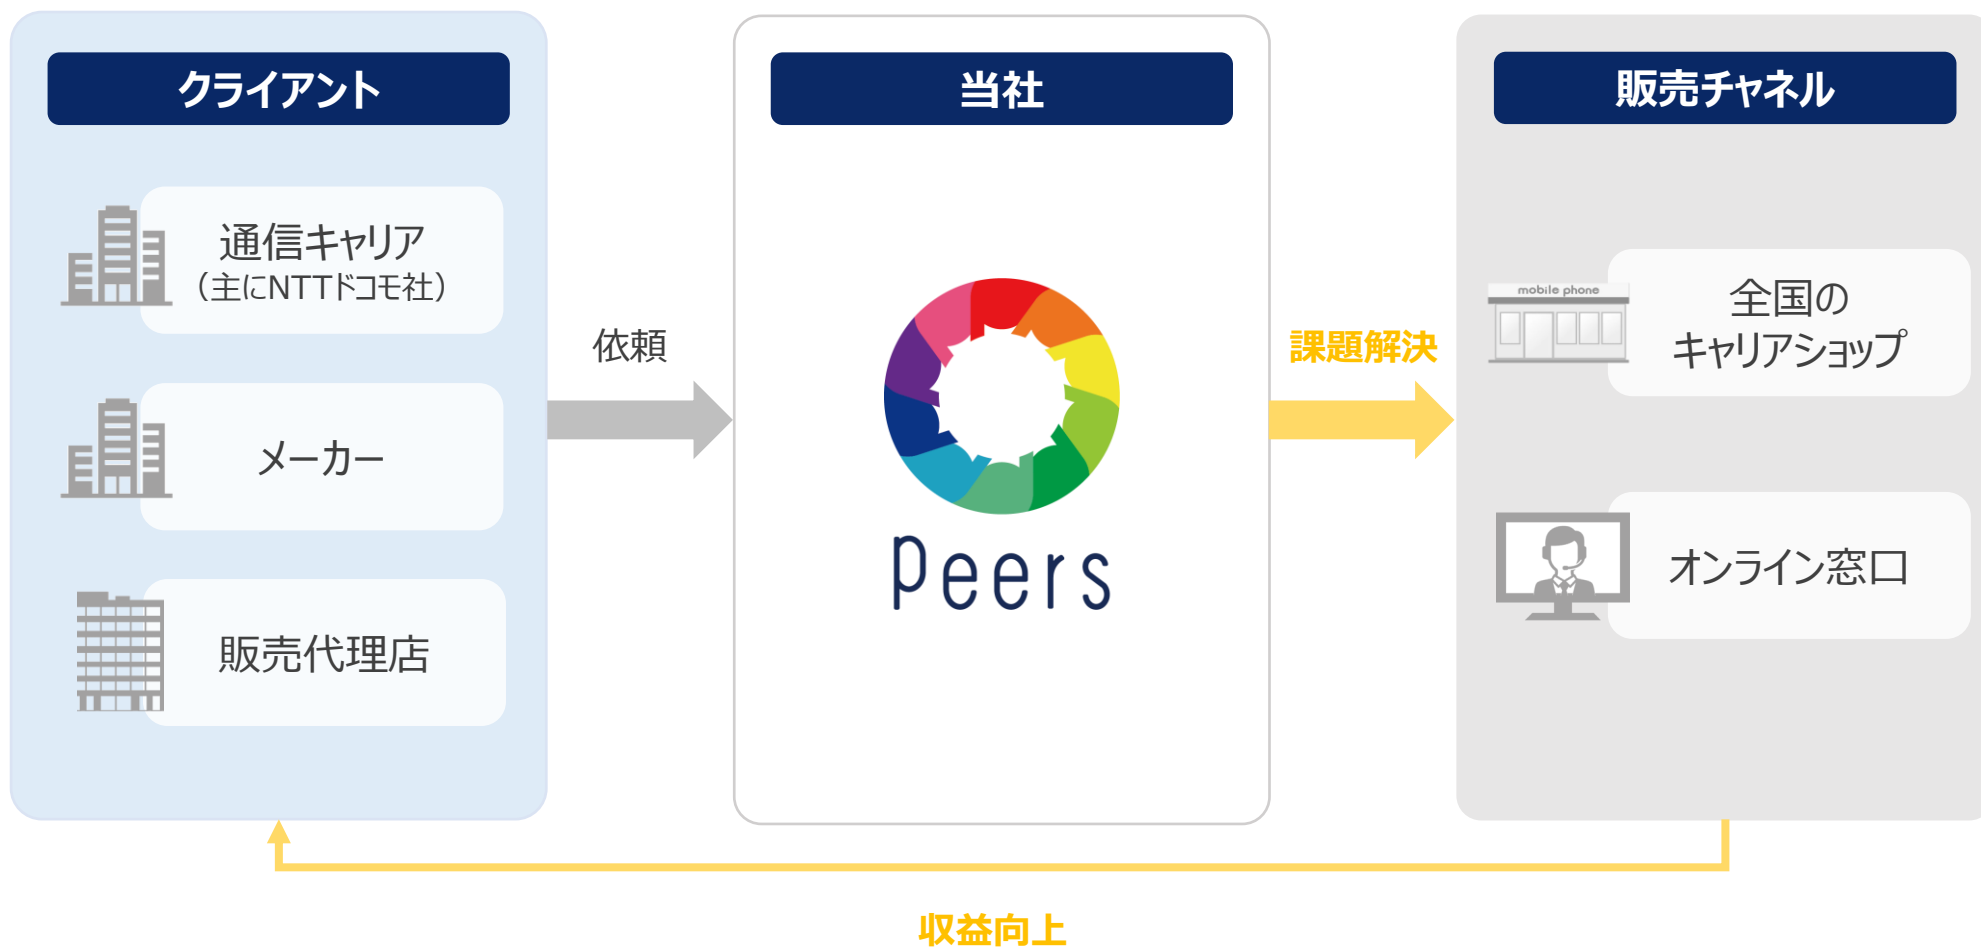 クライアント
通信キャリア
（主にNTTドコモ社）
メーカー
販売代理店
依頼
当社
Peers
課題解決
販売チャネル
mobile phone
全国の
キャリアショップ
オンライン窓口
収益向上